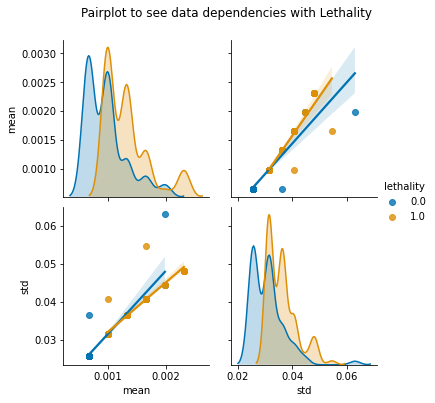 Pairplot to see data dependencies with Lethality
0.0030
0.0025
0.0020
0.0015
0.0010
mean
lethality
0.0
1.0
0.06
0.05
0.04
0.03
std
0.001 0.002
mean
0.02 0.04 0.06
std